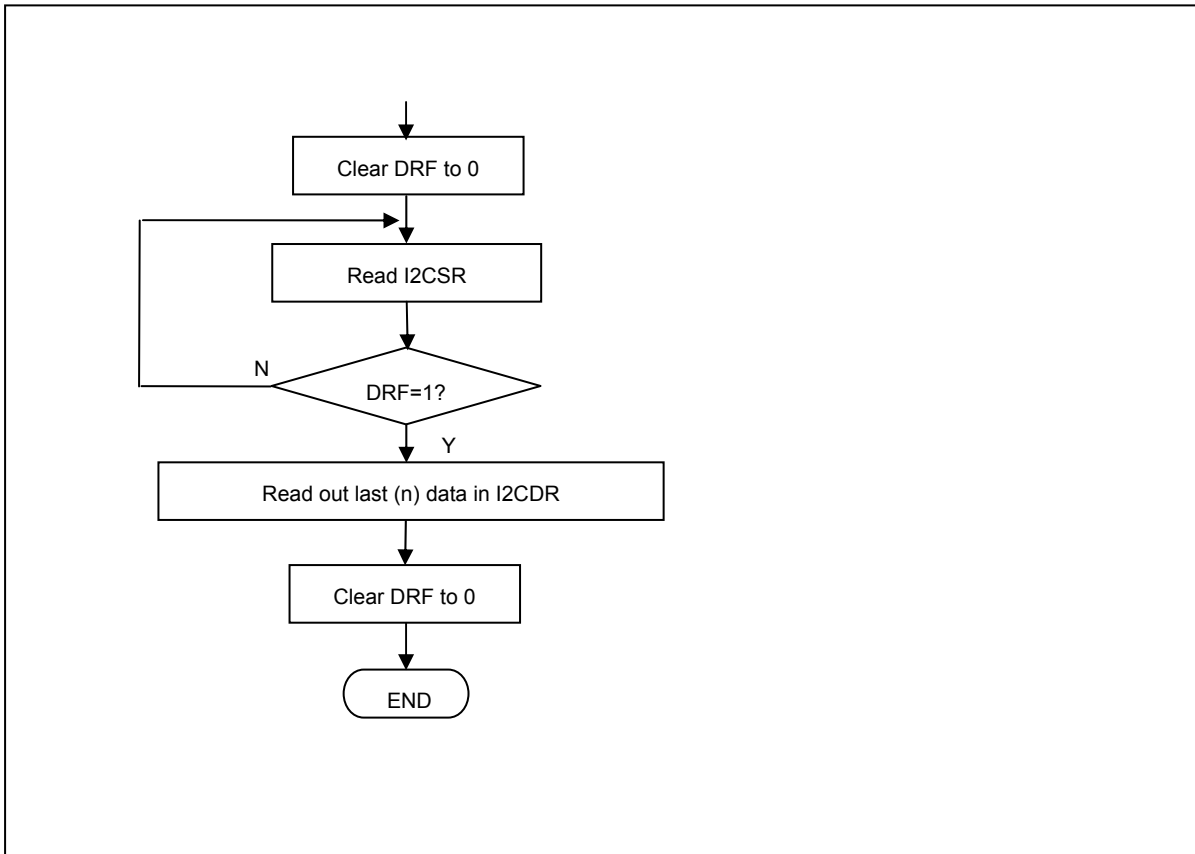 Clear DRF to 0
Read I2CSR
N
DRF=1?
Y
Read out last (n) data in I2CDR
Clear DRF to 0
END